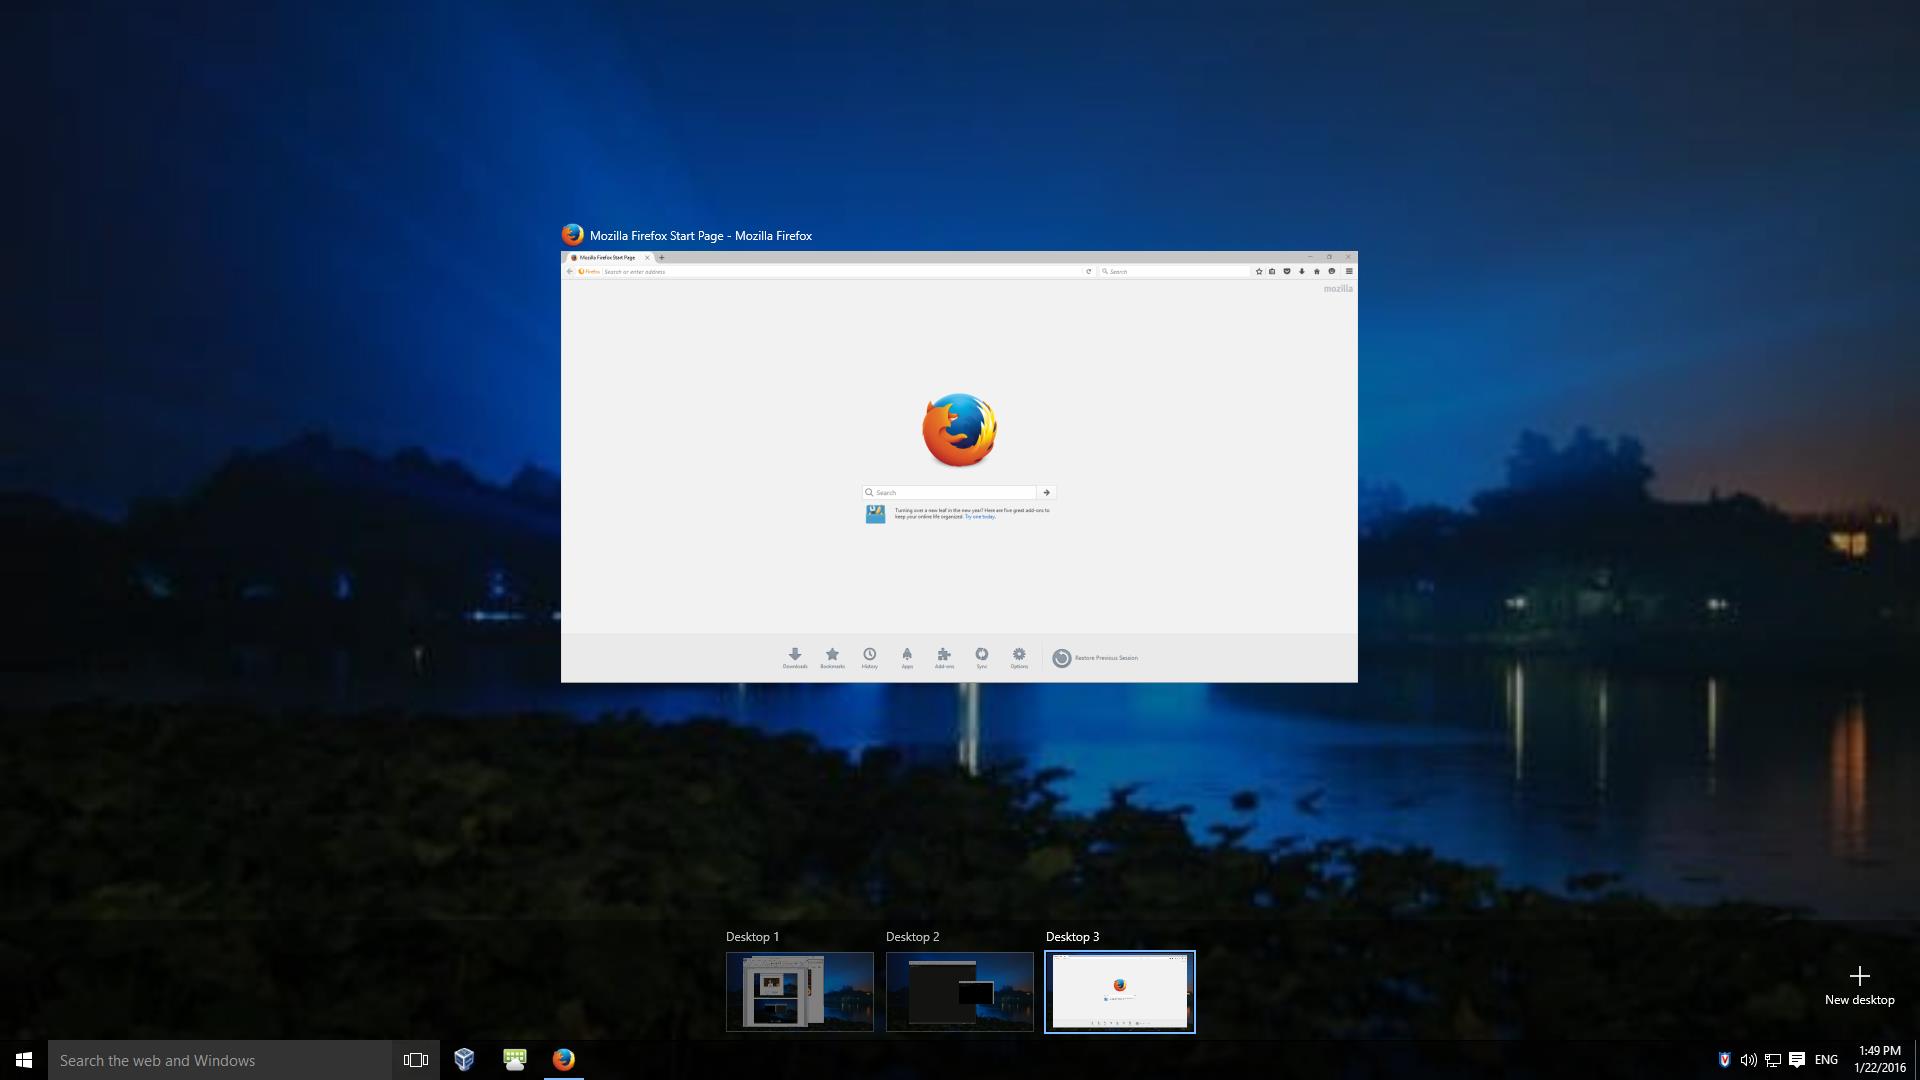 Mozilla Firefox Start Page - Mozilla Firefox
Mozilla Firefox Start Page
Firefox
Search or enter address
Search
mozilla
Search
Turning over a new leaf in the new year? Here are five great add-ons to
keep your online life organized. Try one today.
Downloads
Bookmarks
History
Apps
Add-ons
Sync
Options
Restore Previous Session
Desktop 1
Desktop 2
Desktop 3
New desktop
Search the web and Windows
ENG
1:49 PM
1/22/2016